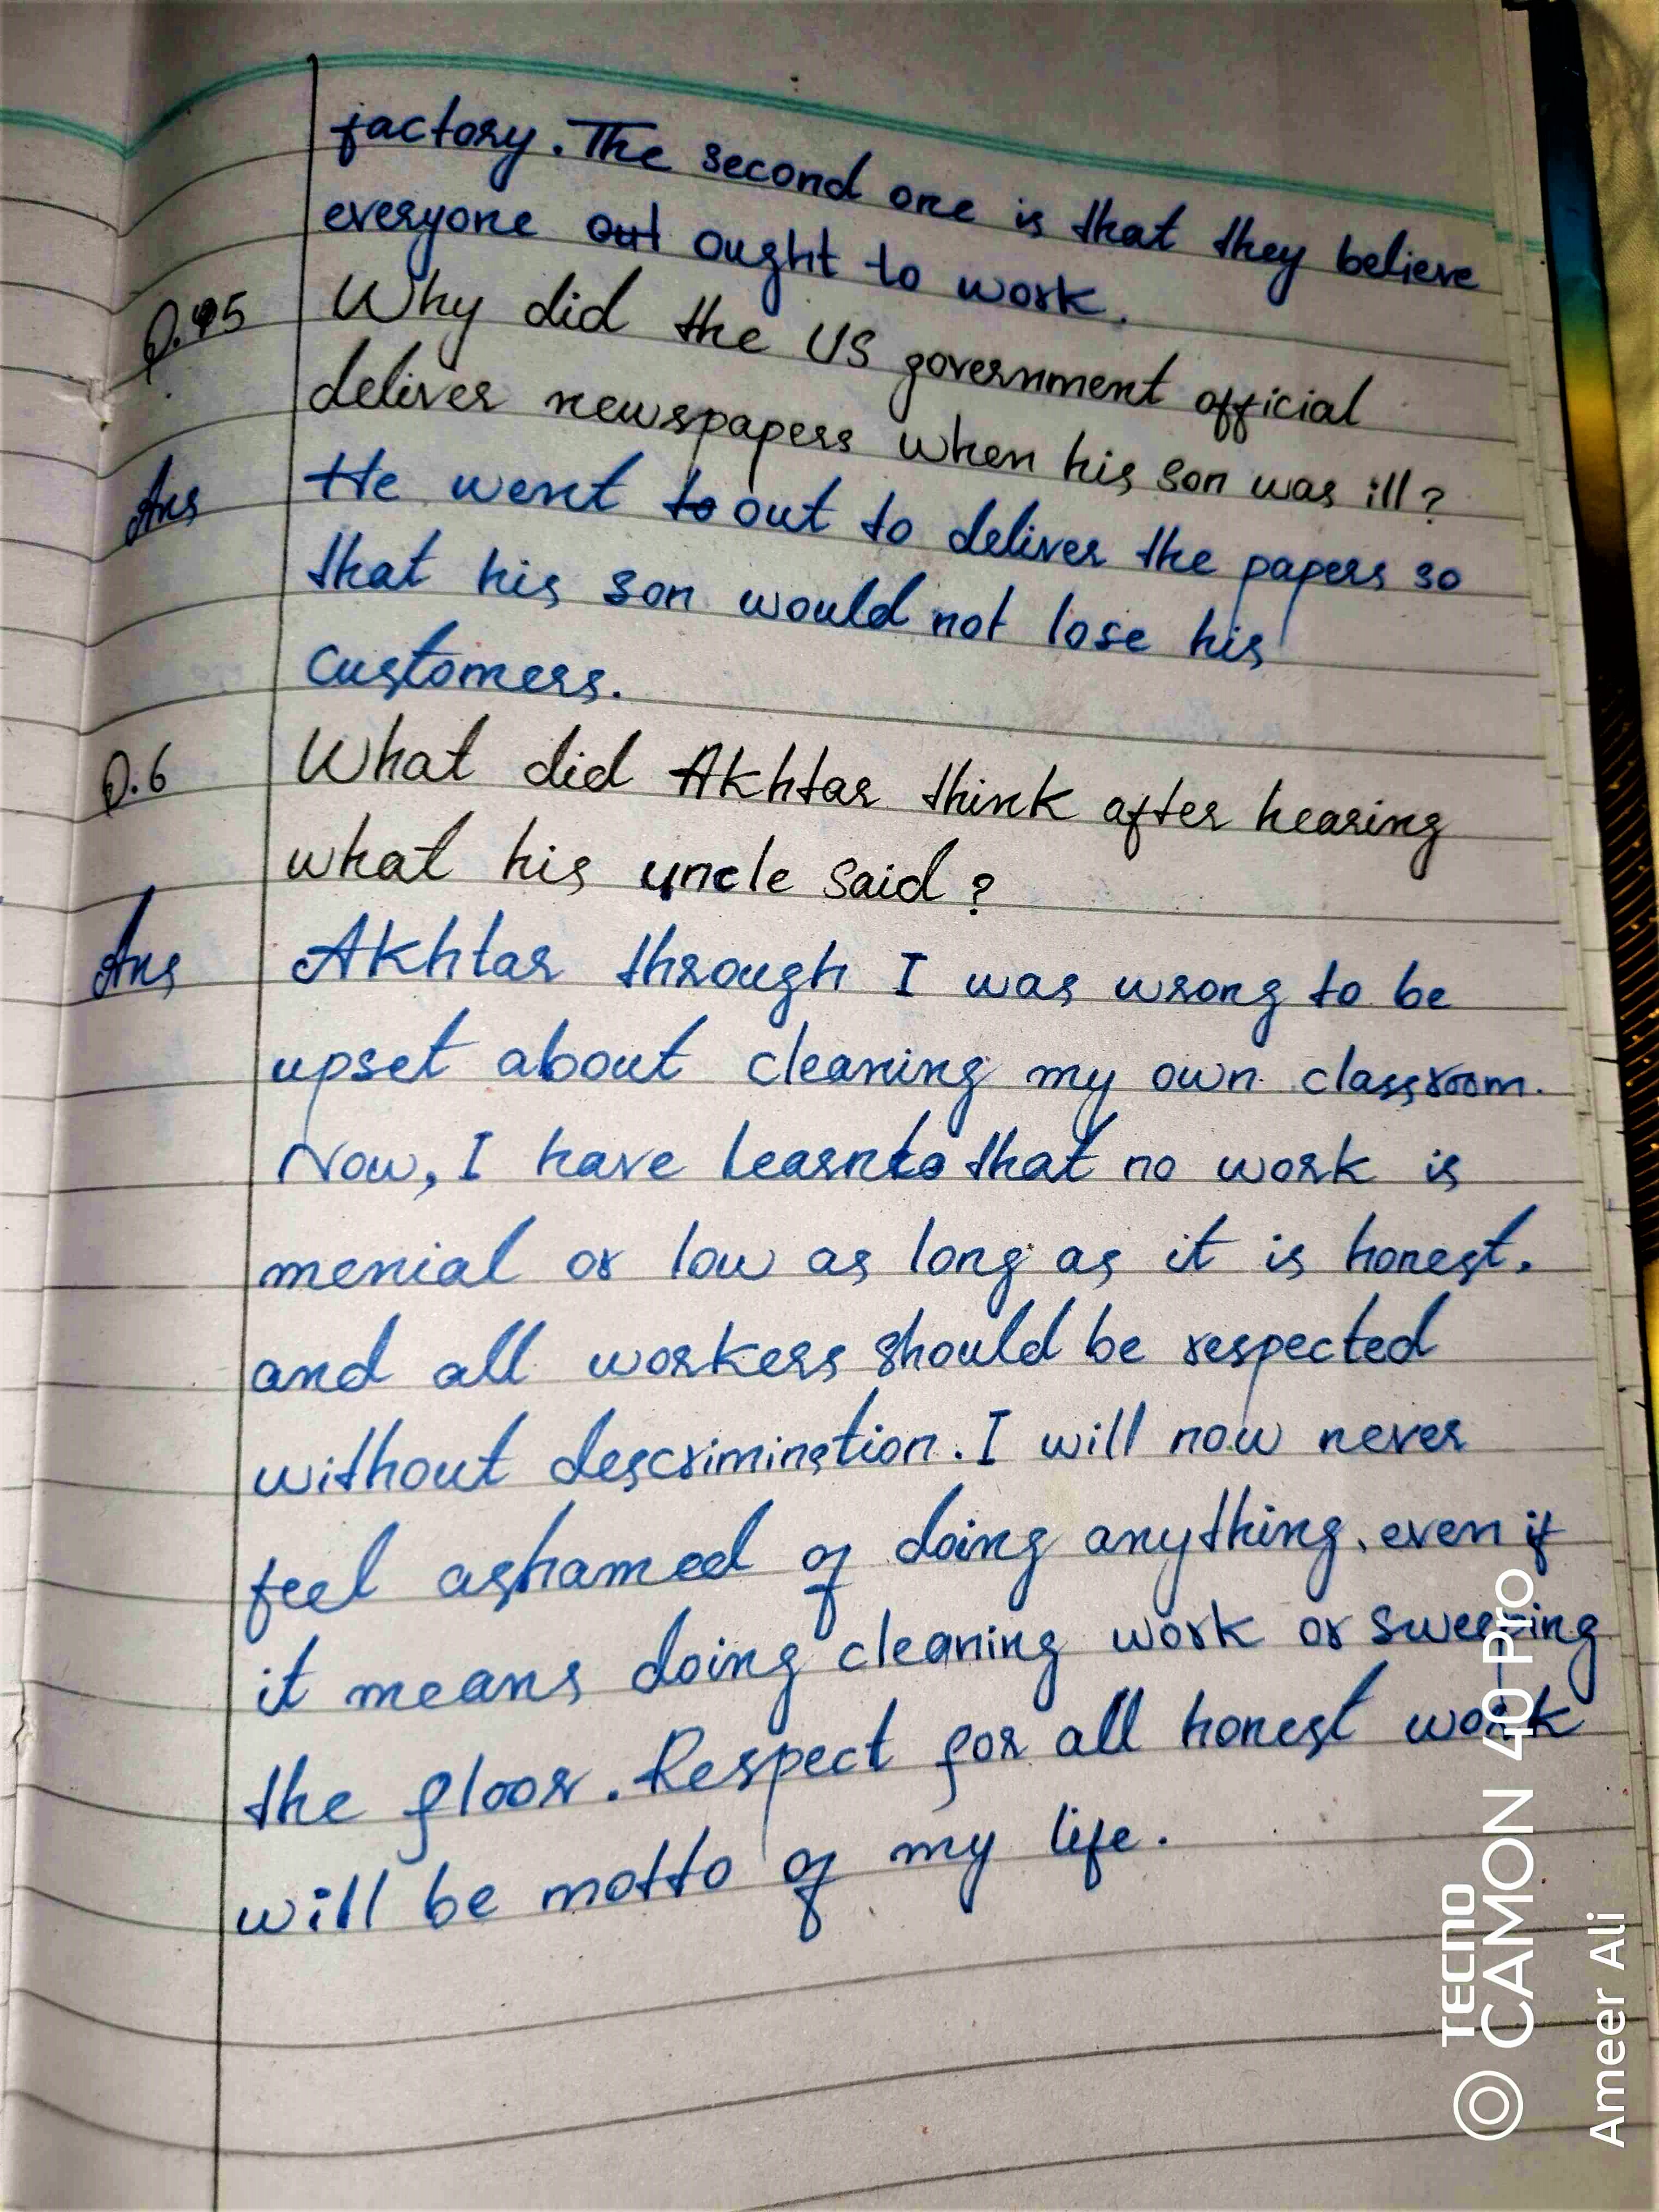 factory. The second one is that they believe
everyone out ought to work.
Q.5 Why did the US government official
deliver newspapers when his son was ill?
Ans He went to out to deliver the papers so
that his son would not lose his
customers.
Q.6 What did Akhtar think after hearing
what his uncle said?
Ans Akhtar through I was wrong to be
upset about cleaning my own classroom.
Now, I have learnto that no work is
menial or low as long as it is honest.
and all workers should be respected
without descrimination. I will now never
feel ashamed of doing anything, even if
it means doing cleaning work or sweeping
the floor. Respect for all honest work
will be motto of my life.
TECNO
CAMON 40 Pro
Ameer Ali